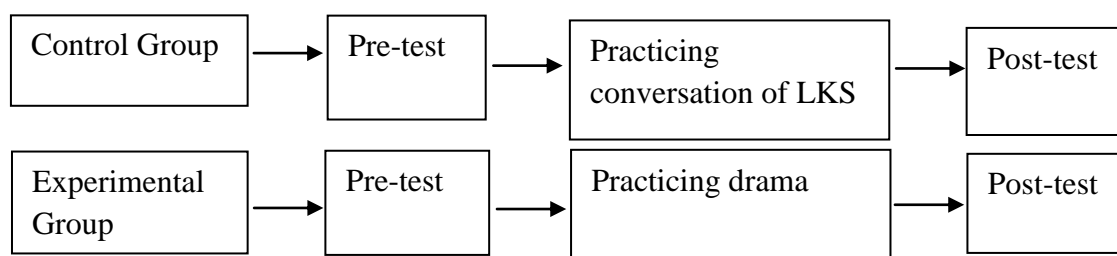 Control Group
Pre-test
Practicing
conversation of LKS
Post-test
Experimental
Group
Pre-test
Practicing drama
Post-test